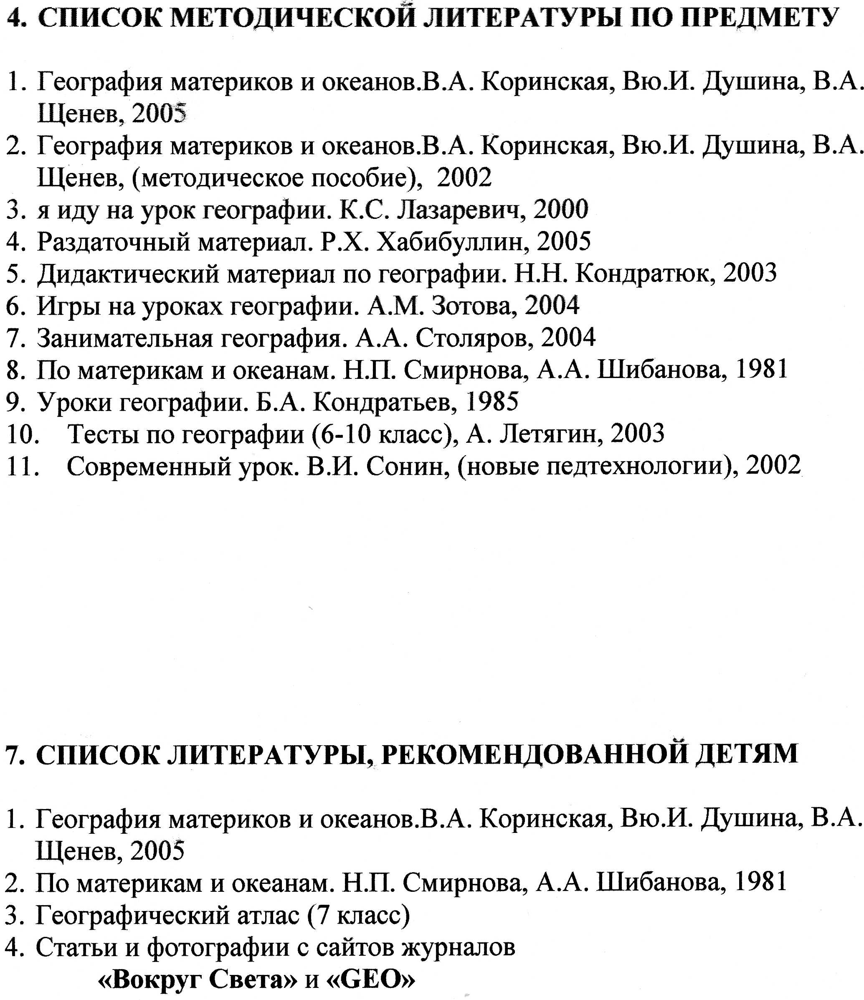 4. СПИСОК МЕТОДИЧЕСКОЙ ЛИТЕРАТУРЫ ПО ПРЕДМЕТУ
1. География материков и океанов.В.А. Коринская, Вю.И. Душина, В.А.
Щенев, 2005
2. География материков и океанов.В.А. Коринская, Вю.И. Душина, В.А.
Щенев, (методическое пособие),  2002
3. я иду на урок географии. К.С. Лазаревич, 2000
4. Раздаточный материал. Р.Х. Хабибуллин, 2005
5. Дидактический материал по географии. Н.Н. Кондратюк, 2003
6. Игры на уроках географии. А.М. Зотова, 2004
7. Занимательная география. А.А. Столяров, 2004
8. По материкам и океанам. Н.П. Смирнова, А.А. Шибанова, 1981
9. Уроки географии. Б.А. Кондратьев, 1985
10. Тесты по географии (6-10 класс), А. Летягин, 2003
11. Современный урок. В.И. Сонин, (новые педтехнологии), 2002
7. СПИСОК ЛИТЕРАТУРЫ, РЕКОМЕНДОВАННОЙ ДЕТЯМ
1. География материков и океанов.В.А. Коринская, Вю.И. Душина, В.А.
Щенев, 2005
2. По материкам и океанам. Н.П. Смирнова, А.А. Шибанова, 1981
3. Географический атлас (7 класс)
4. Статьи и фотографии с сайтов журналов
«Вокруг Света» и «GEO»